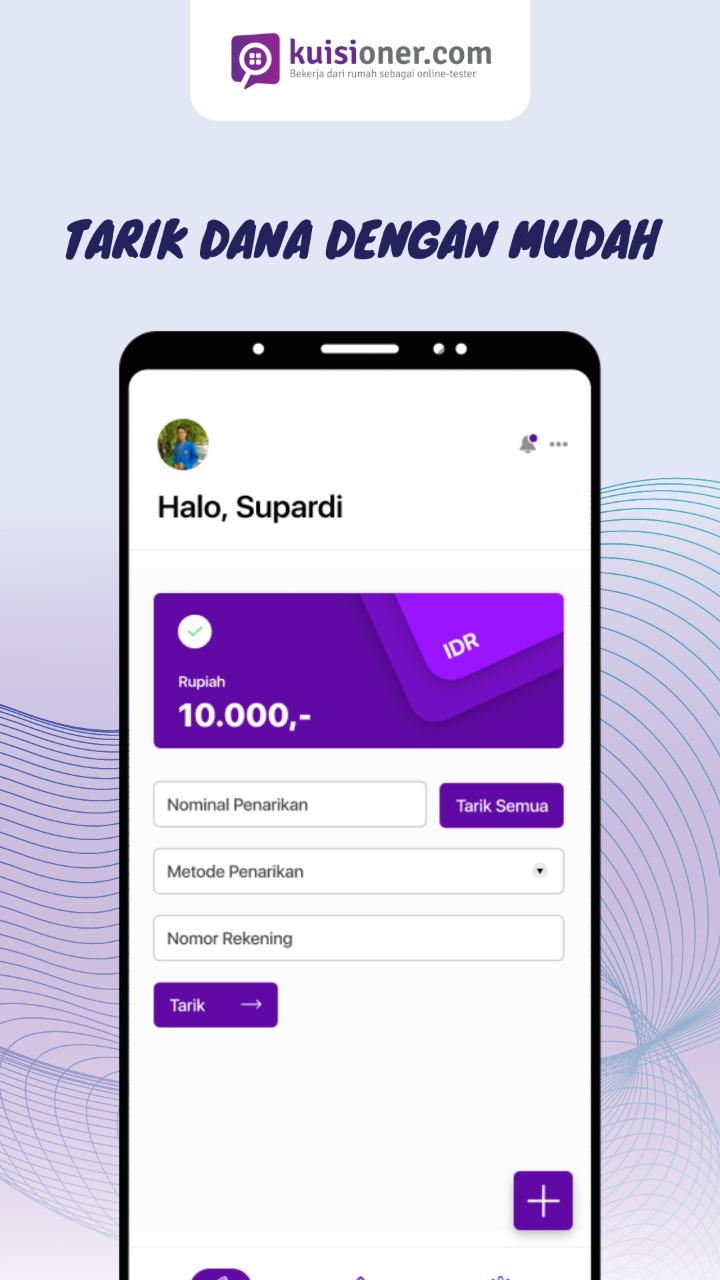 kuisioner.com
Bekerja dari rumah sebagai online-tester
TARIK DANA DENGAN MUDAH
Halo, Supardi
IDR
Rupiah
10.000,-
Nominal Penarikan
Tarik Semua
Metode Penarikan
Nomor Rekening
Tarik